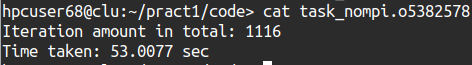 hpcuser68@clu:~/pract1/code> cat task_nompi.o5382578
Iteration amount in total: 1116
Time taken: 53.0077 sec